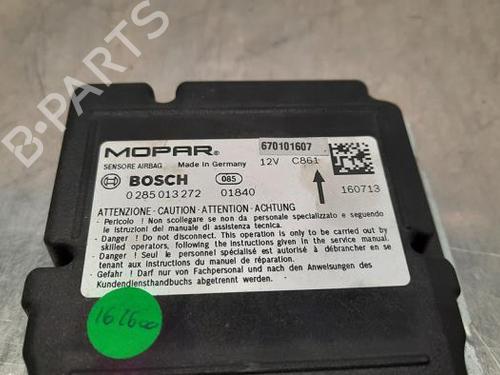 B-PARTS
MOPAR®
670101607
SENSORE AIRBAG Made in Germany 12V C861
BOSCH 085
0 285 013 272 01840 160713
ATTENZIONE - CAUTION - ATTENTION - ACHTUNG
- Pericolo ! Non scollegare se non da personale specializzato e seguendo
le istruzioni del manuale di assistenza tecnica.
- Danger ! Do not disconnect. This operation is only to be carried out by
skilled operators, following the instructions given in the service manual.
- Danger ! Seul le personnel spécialisé est autorisé à débrancher en se
tenant aux instructions du manuel de réparation.
- Gefahr ! Darf nur von Fachpersonal und nach den Anweisungen des
Kundendiensthandbuchs abgetrennt werden.